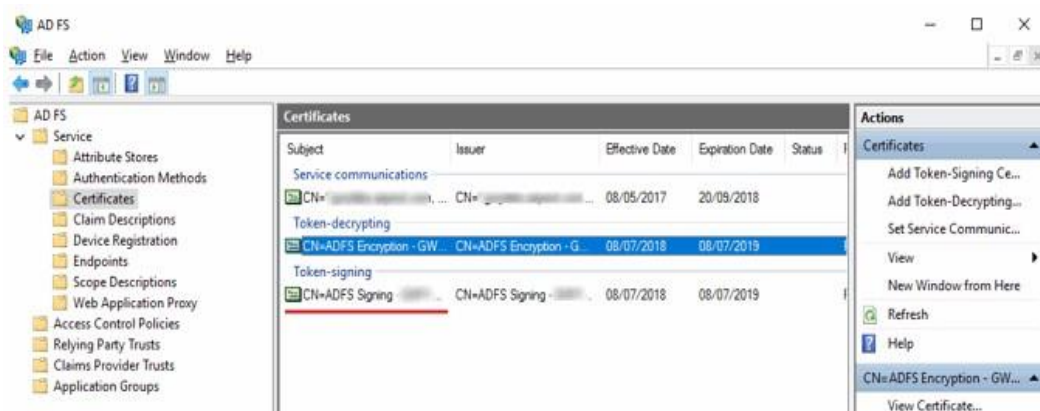 AD FS
File Action View Window Help
AD FS
Service
Attribute Stores
Authentication Methods
Certificates
Claim Descriptions
Device Registration
Endpoints
Scope Descriptions
Web Application Proxy
Access Control Policies
Relying Party Trusts
Claims Provider Trusts
Application Groups
Certificates
Subject Issuer Effective Date Expiration Date Status
Service communications
CN= ... CN= ... 08/05/2017 20/09/2018
Token-decrypting
CN=ADFS Encryption - GW... CN=ADFS Encryption - G... 08/07/2018 08/07/2019
Token-signing
CN=ADFS Signing - ... CN=ADFS Signing - ... 08/07/2018 08/07/2019
Actions
Certificates
Add Token-Signing Ce...
Add Token-Decrypting...
Set Service Communic...
View
New Window from Here
Refresh
Help
CN=ADFS Encryption - GW...
View Certificate...